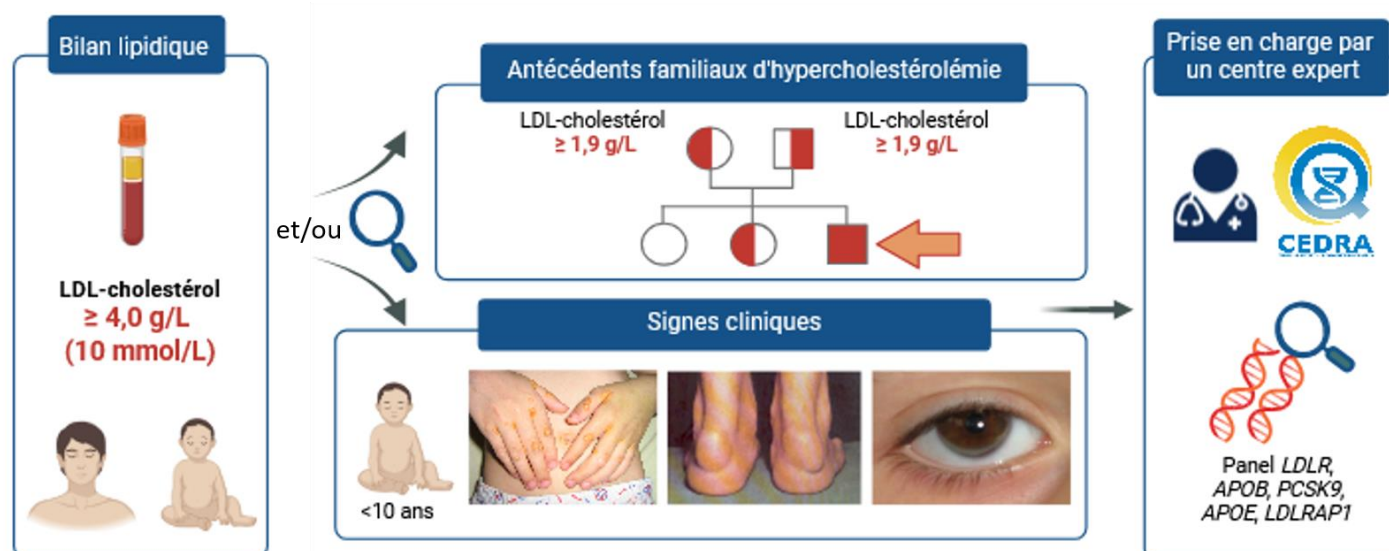 Bilan lipidique
LDL-cholestérol
≥ 4,0 g/L
(10 mmol/L)
et/ou
Antécédents familiaux d'hypercholestérolémie
LDL-cholestérol
≥ 1,9 g/L
LDL-cholestérol
≥ 1,9 g/L
Signes cliniques
<10 ans
Prise en charge par
un centre expert
CEDRA
Panel LDLR,
APOB, PCSK9,
APOE, LDLRAP1